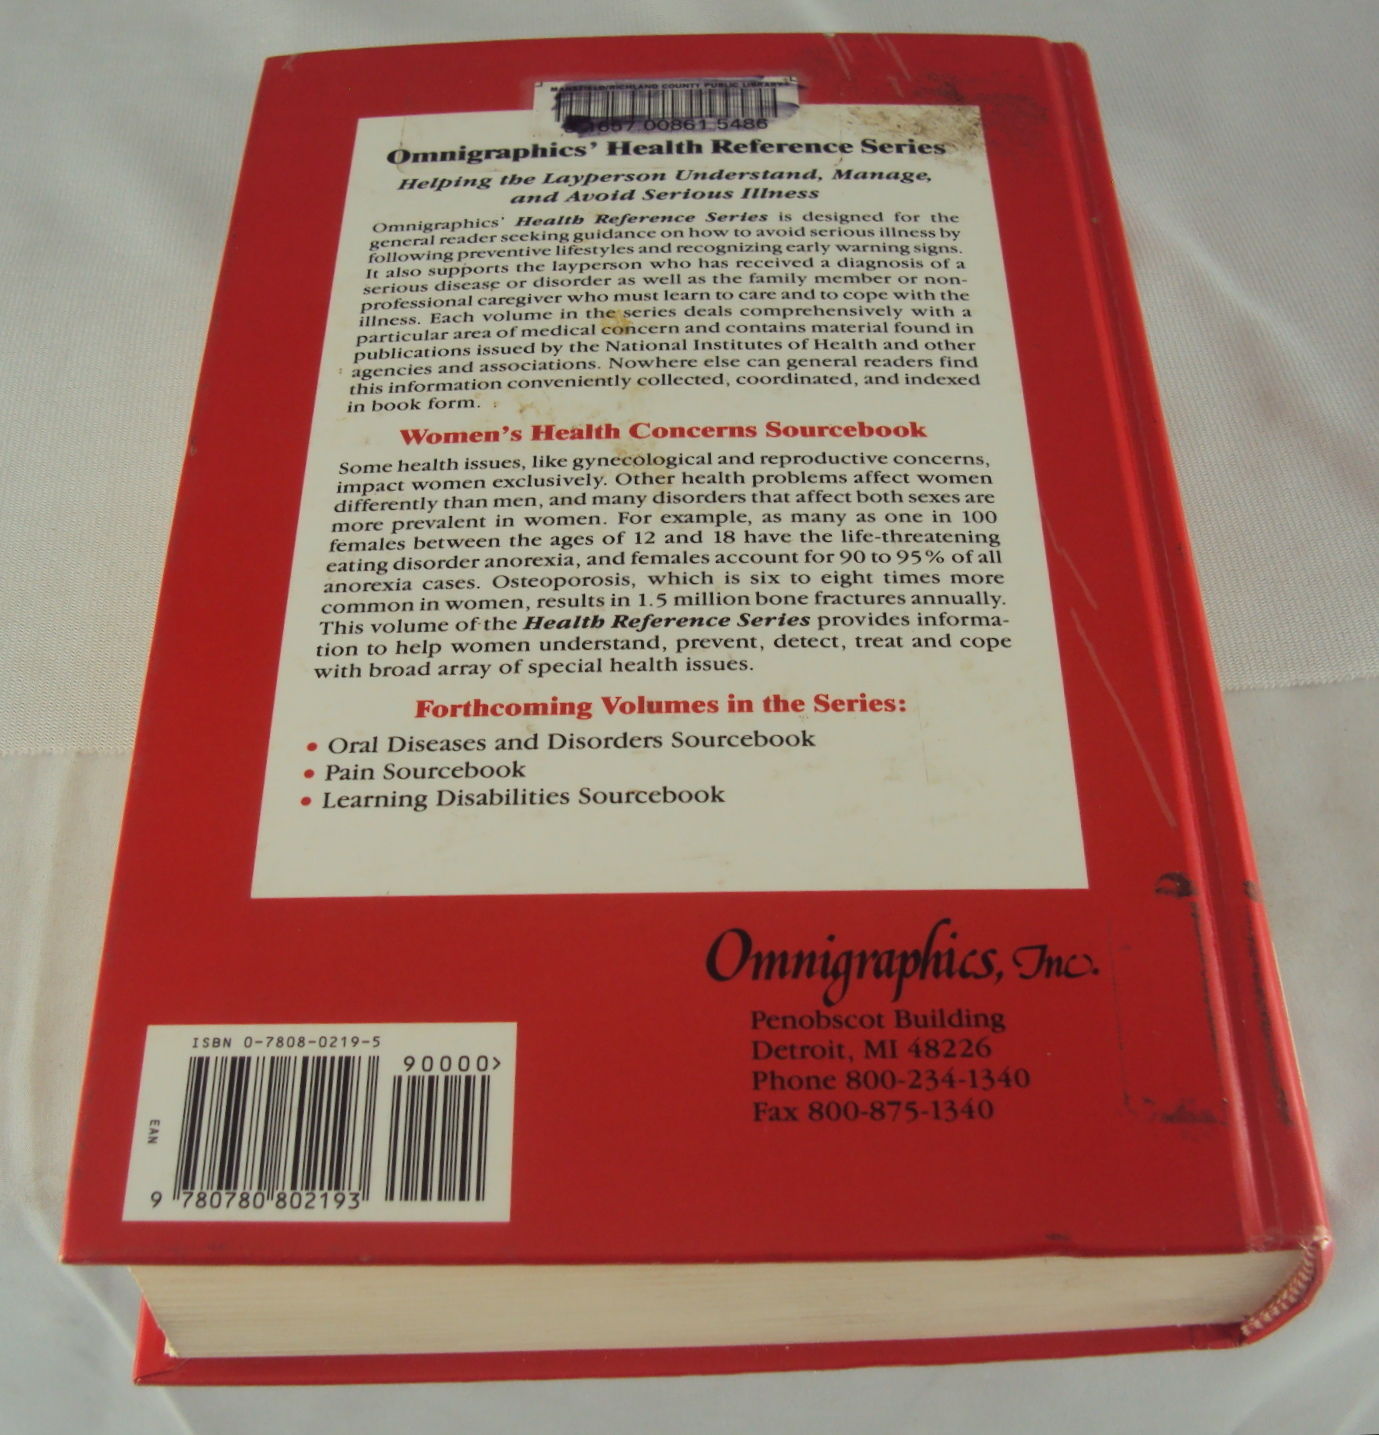 MANSFIELD/RICHLAND COUNTY PUBLIC LIBRARY
1657 00861 5486
Omnigraphics' Health Reference Series
Helping the Layperson Understand, Manage,
and Avoid Serious Illness
Omnigraphics' Health Reference Series is designed for the
general reader seeking guidance on how to avoid serious illness by
following preventive lifestyles and recognizing early warning signs.
It also supports the layperson who has received a diagnosis of a
serious disease or disorder as well as the family member or non-
professional caregiver who must learn to care and to cope with the
illness. Each volume in the series deals comprehensively with a
particular area of medical concern and contains material found in
publications issued by the National Institutes of Health and other
agencies and associations. Nowhere else can general readers find
this information conveniently collected, coordinated, and indexed
in book form.
Women's Health Concerns Sourcebook
Some health issues, like gynecological and reproductive concerns,
impact women exclusively. Other health problems affect women
differently than men, and many disorders that affect both sexes are
more prevalent in women. For example, as many as one in 100
females between the ages of 12 and 18 have the life-threatening
eating disorder anorexia, and females account for 90 to 95% of all
anorexia cases. Osteoporosis, which is six to eight times more
common in women, results in 1.5 million bone fractures annually.
This volume of the Health Reference Series provides informa-
tion to help women understand, prevent, detect, treat and cope
with broad array of special health issues.
Forthcoming Volumes in the Series:
• Oral Diseases and Disorders Sourcebook
• Pain Sourcebook
• Learning Disabilities Sourcebook
Omnigraphics, Inc.
Penobscot Building
Detroit, MI 48226
Phone 800-234-1340
Fax 800-875-1340
ISBN 0-7808-0219-5
90000>
EAN
9 780780 802193